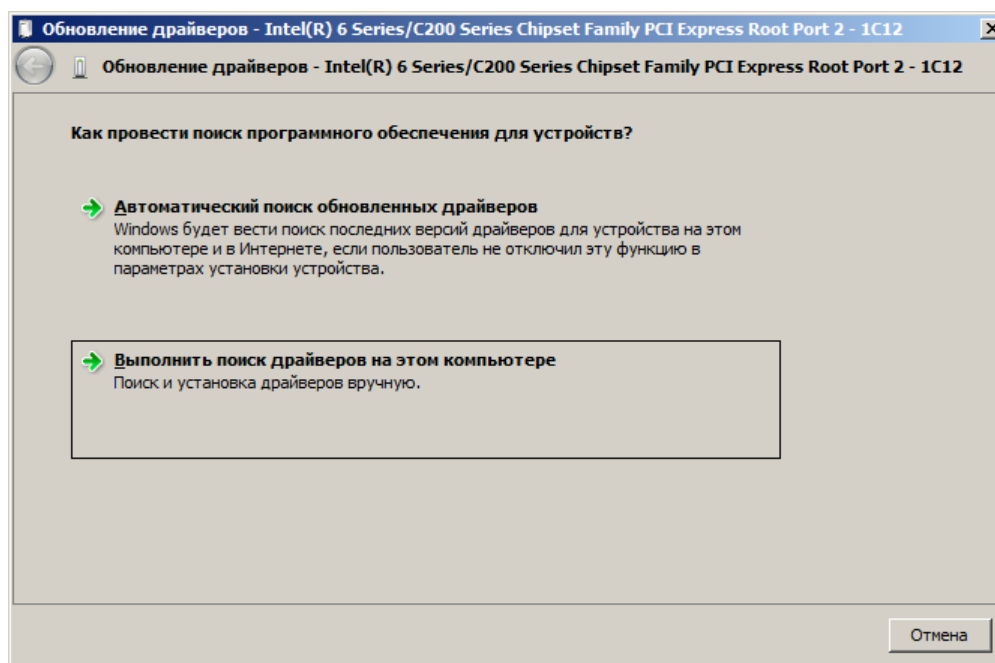 Обновление драйверов - Intel(R) 6 Series/C200 Series Chipset Family PCI Express Root Port 2 - 1C12
Обновление драйверов - Intel(R) 6 Series/C200 Series Chipset Family PCI Express Root Port 2 - 1C12
Как провести поиск программного обеспечения для устройств?
Автоматический поиск обновленных драйверов
Windows будет вести поиск последних версий драйверов для устройства на этом
компьютере и в Интернете, если пользователь не отключил эту функцию в
параметрах установки устройства.
Выполнить поиск драйверов на этом компьютере
Поиск и установка драйверов вручную.
Отмена